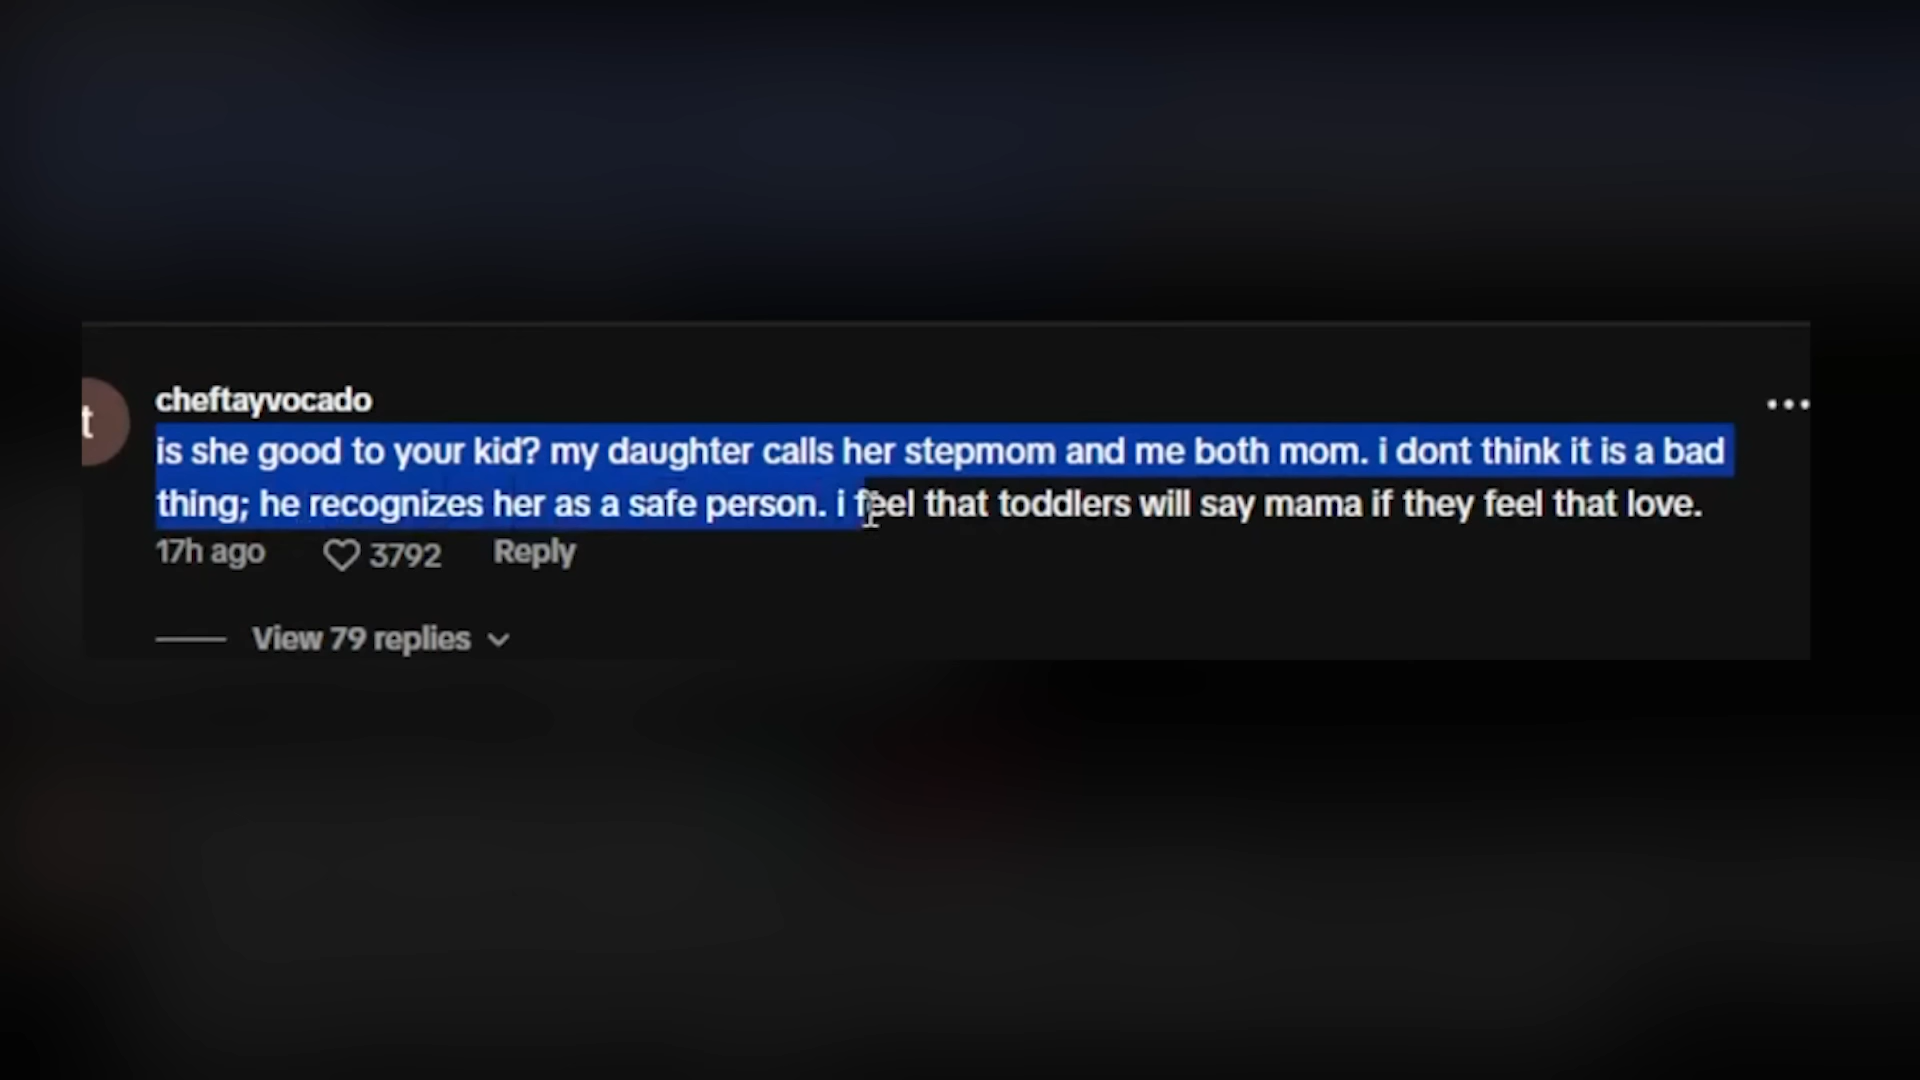 t
cheftayvocado
...
is she good to your kid? my daughter calls her stepmom and me both mom. i dont think it is a bad
thing; he recognizes her as a safe person. i feel that toddlers will say mama if they feel that love.
17h ago 3792 Reply
View 79 replies